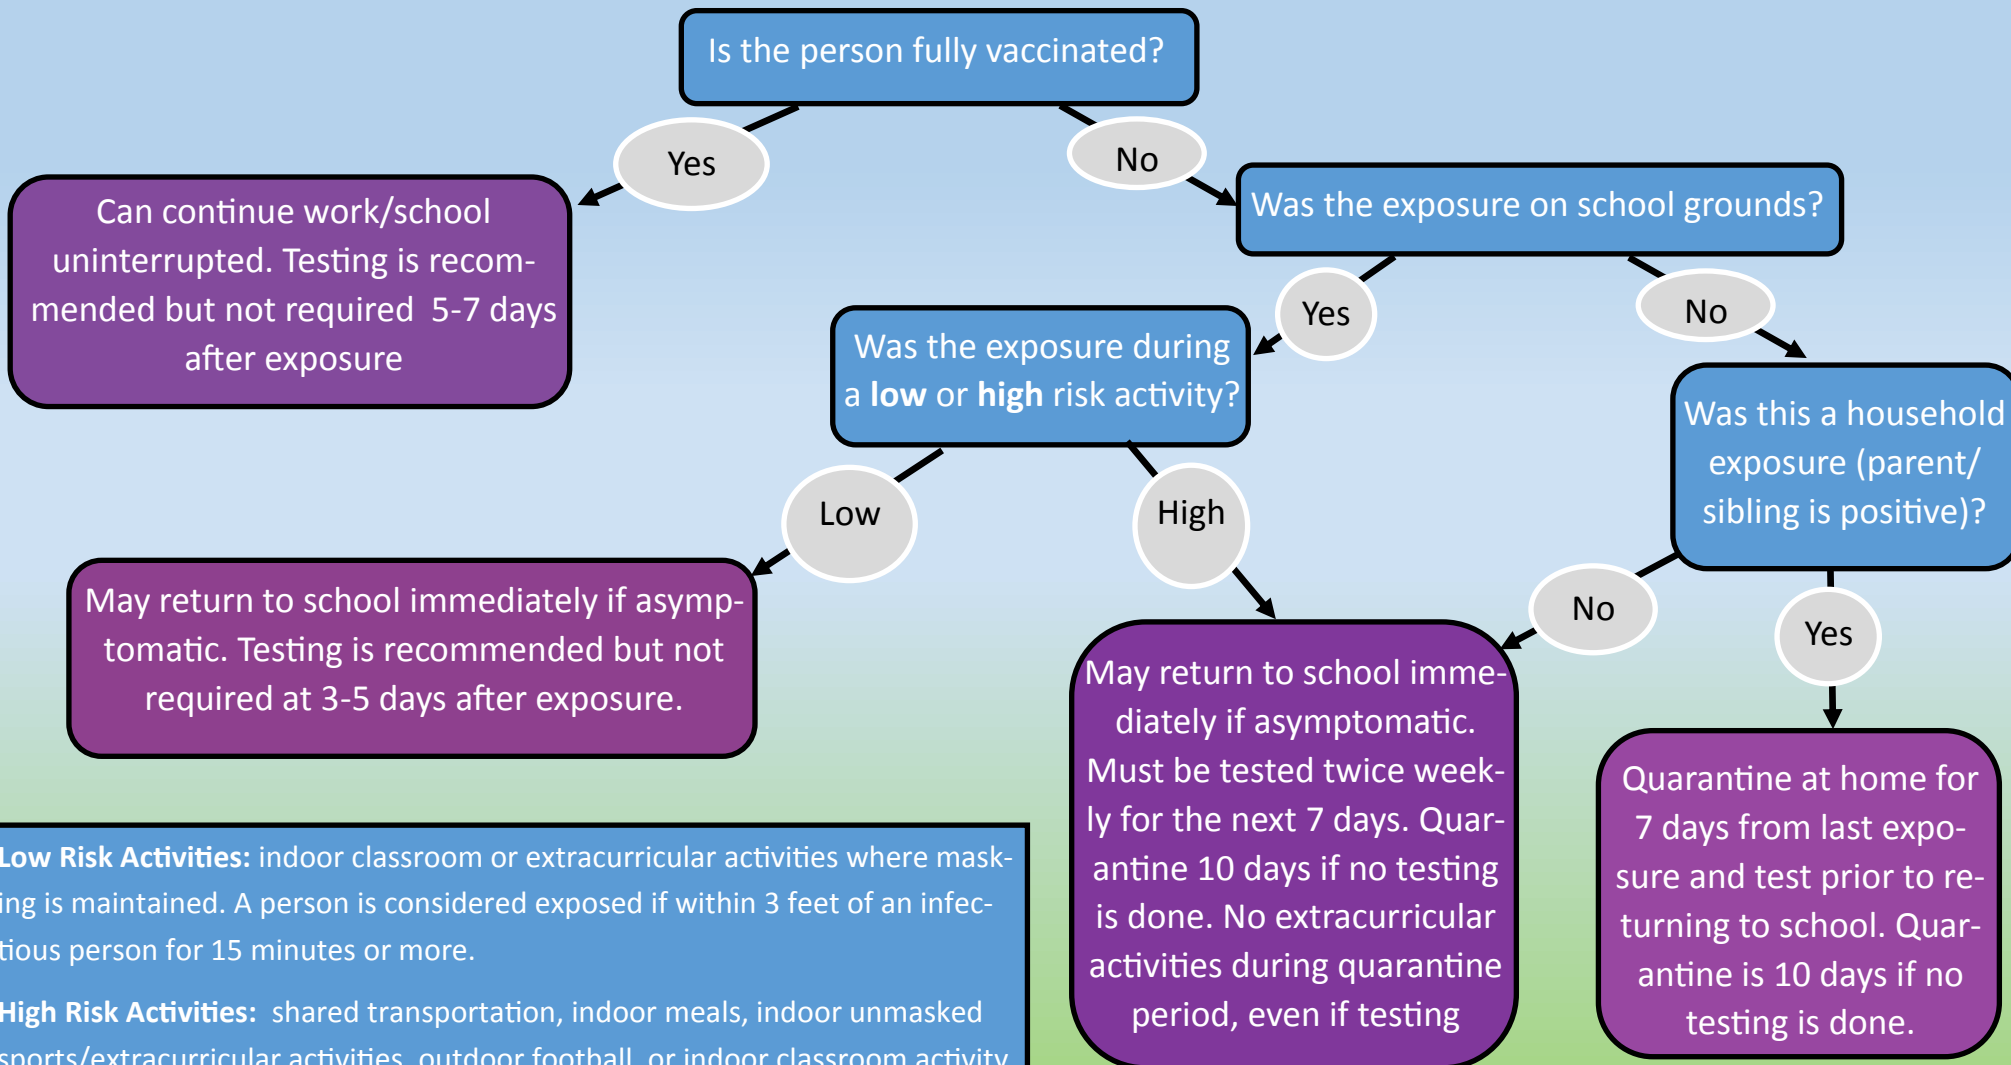 Is the person fully vaccinated?
Yes
No
Can continue work/school
uninterrupted. Testing is recom-
mended but not required  5-7 days
after exposure
Was the exposure on school grounds?
Yes
No
Was the exposure during
a low or high risk activity?
Was this a household
exposure (parent/
sibling is positive)?
Low
High
No
Yes
May return to school immediately if asymp-
tomatic. Testing is recommended but not
required at 3-5 days after exposure.
May return to school imme-
diately if asymptomatic.
Must be tested twice week-
ly for the next 7 days. Quar-
antine 10 days if no testing
is done. No extracurricular
activities during quarantine
period, even if testing
Quarantine at home for
7 days from last expo-
sure and test prior to re-
turning to school. Quar-
antine is 10 days if no
testing is done.
Low Risk Activities: indoor classroom or extracurricular activities where mask-
ing is maintained. A person is considered exposed if within 3 feet of an infec-
tious person for 15 minutes or more.
High Risk Activities:  shared transportation, indoor meals, indoor unmasked
sports/extracurricular activities, outdoor football, or indoor classroom activity